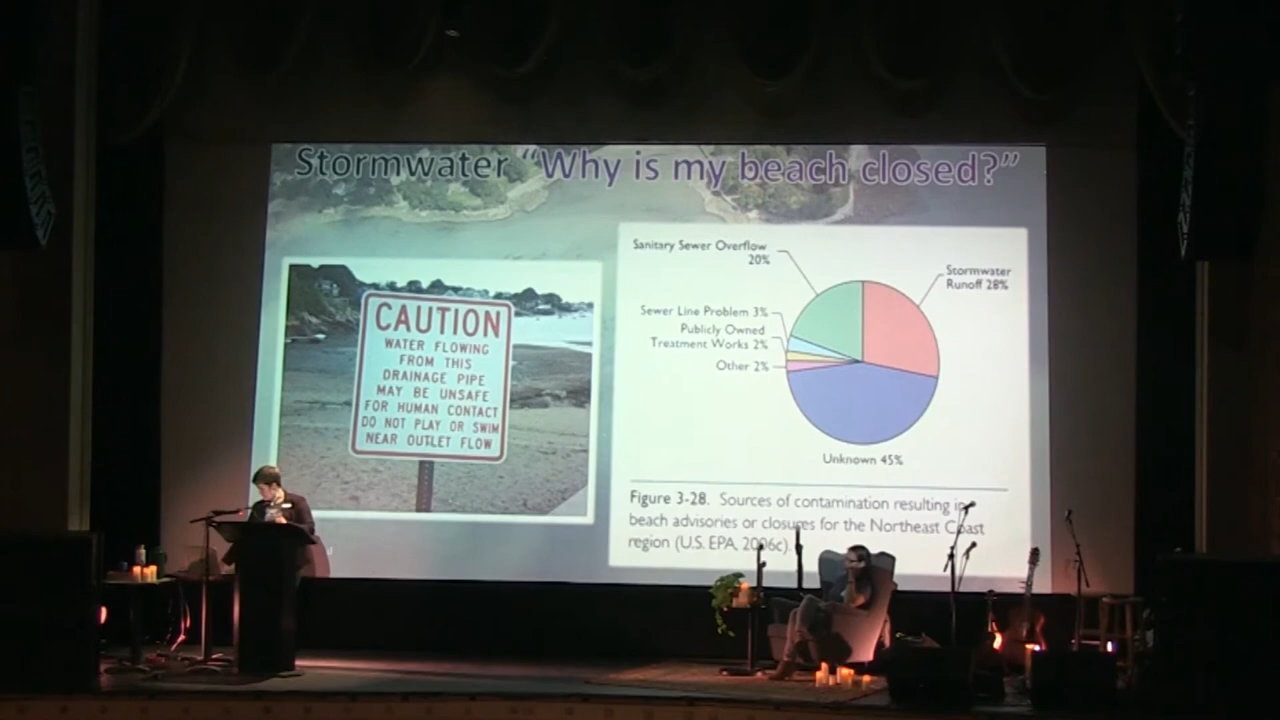 Stormwater “Why is my beach closed?”
CAUTION
WATER FLOWING
FROM THIS
DRAINAGE PIPE
MAY BE UNSAFE
FOR HUMAN CONTACT
DO NOT PLAY OR SWIM
NEAR OUTLET FLOW
Sanitary Sewer Overflow
20%
Stormwater
Runoff 28%
Sewer Line Problem 3%
Publicly Owned
Treatment Works 2%
Other 2%
Unknown 45%
Figure 3-28. Sources of contamination resulting in
beach advisories or closures for the Northeast Coast
region (U.S. EPA, 2006c).